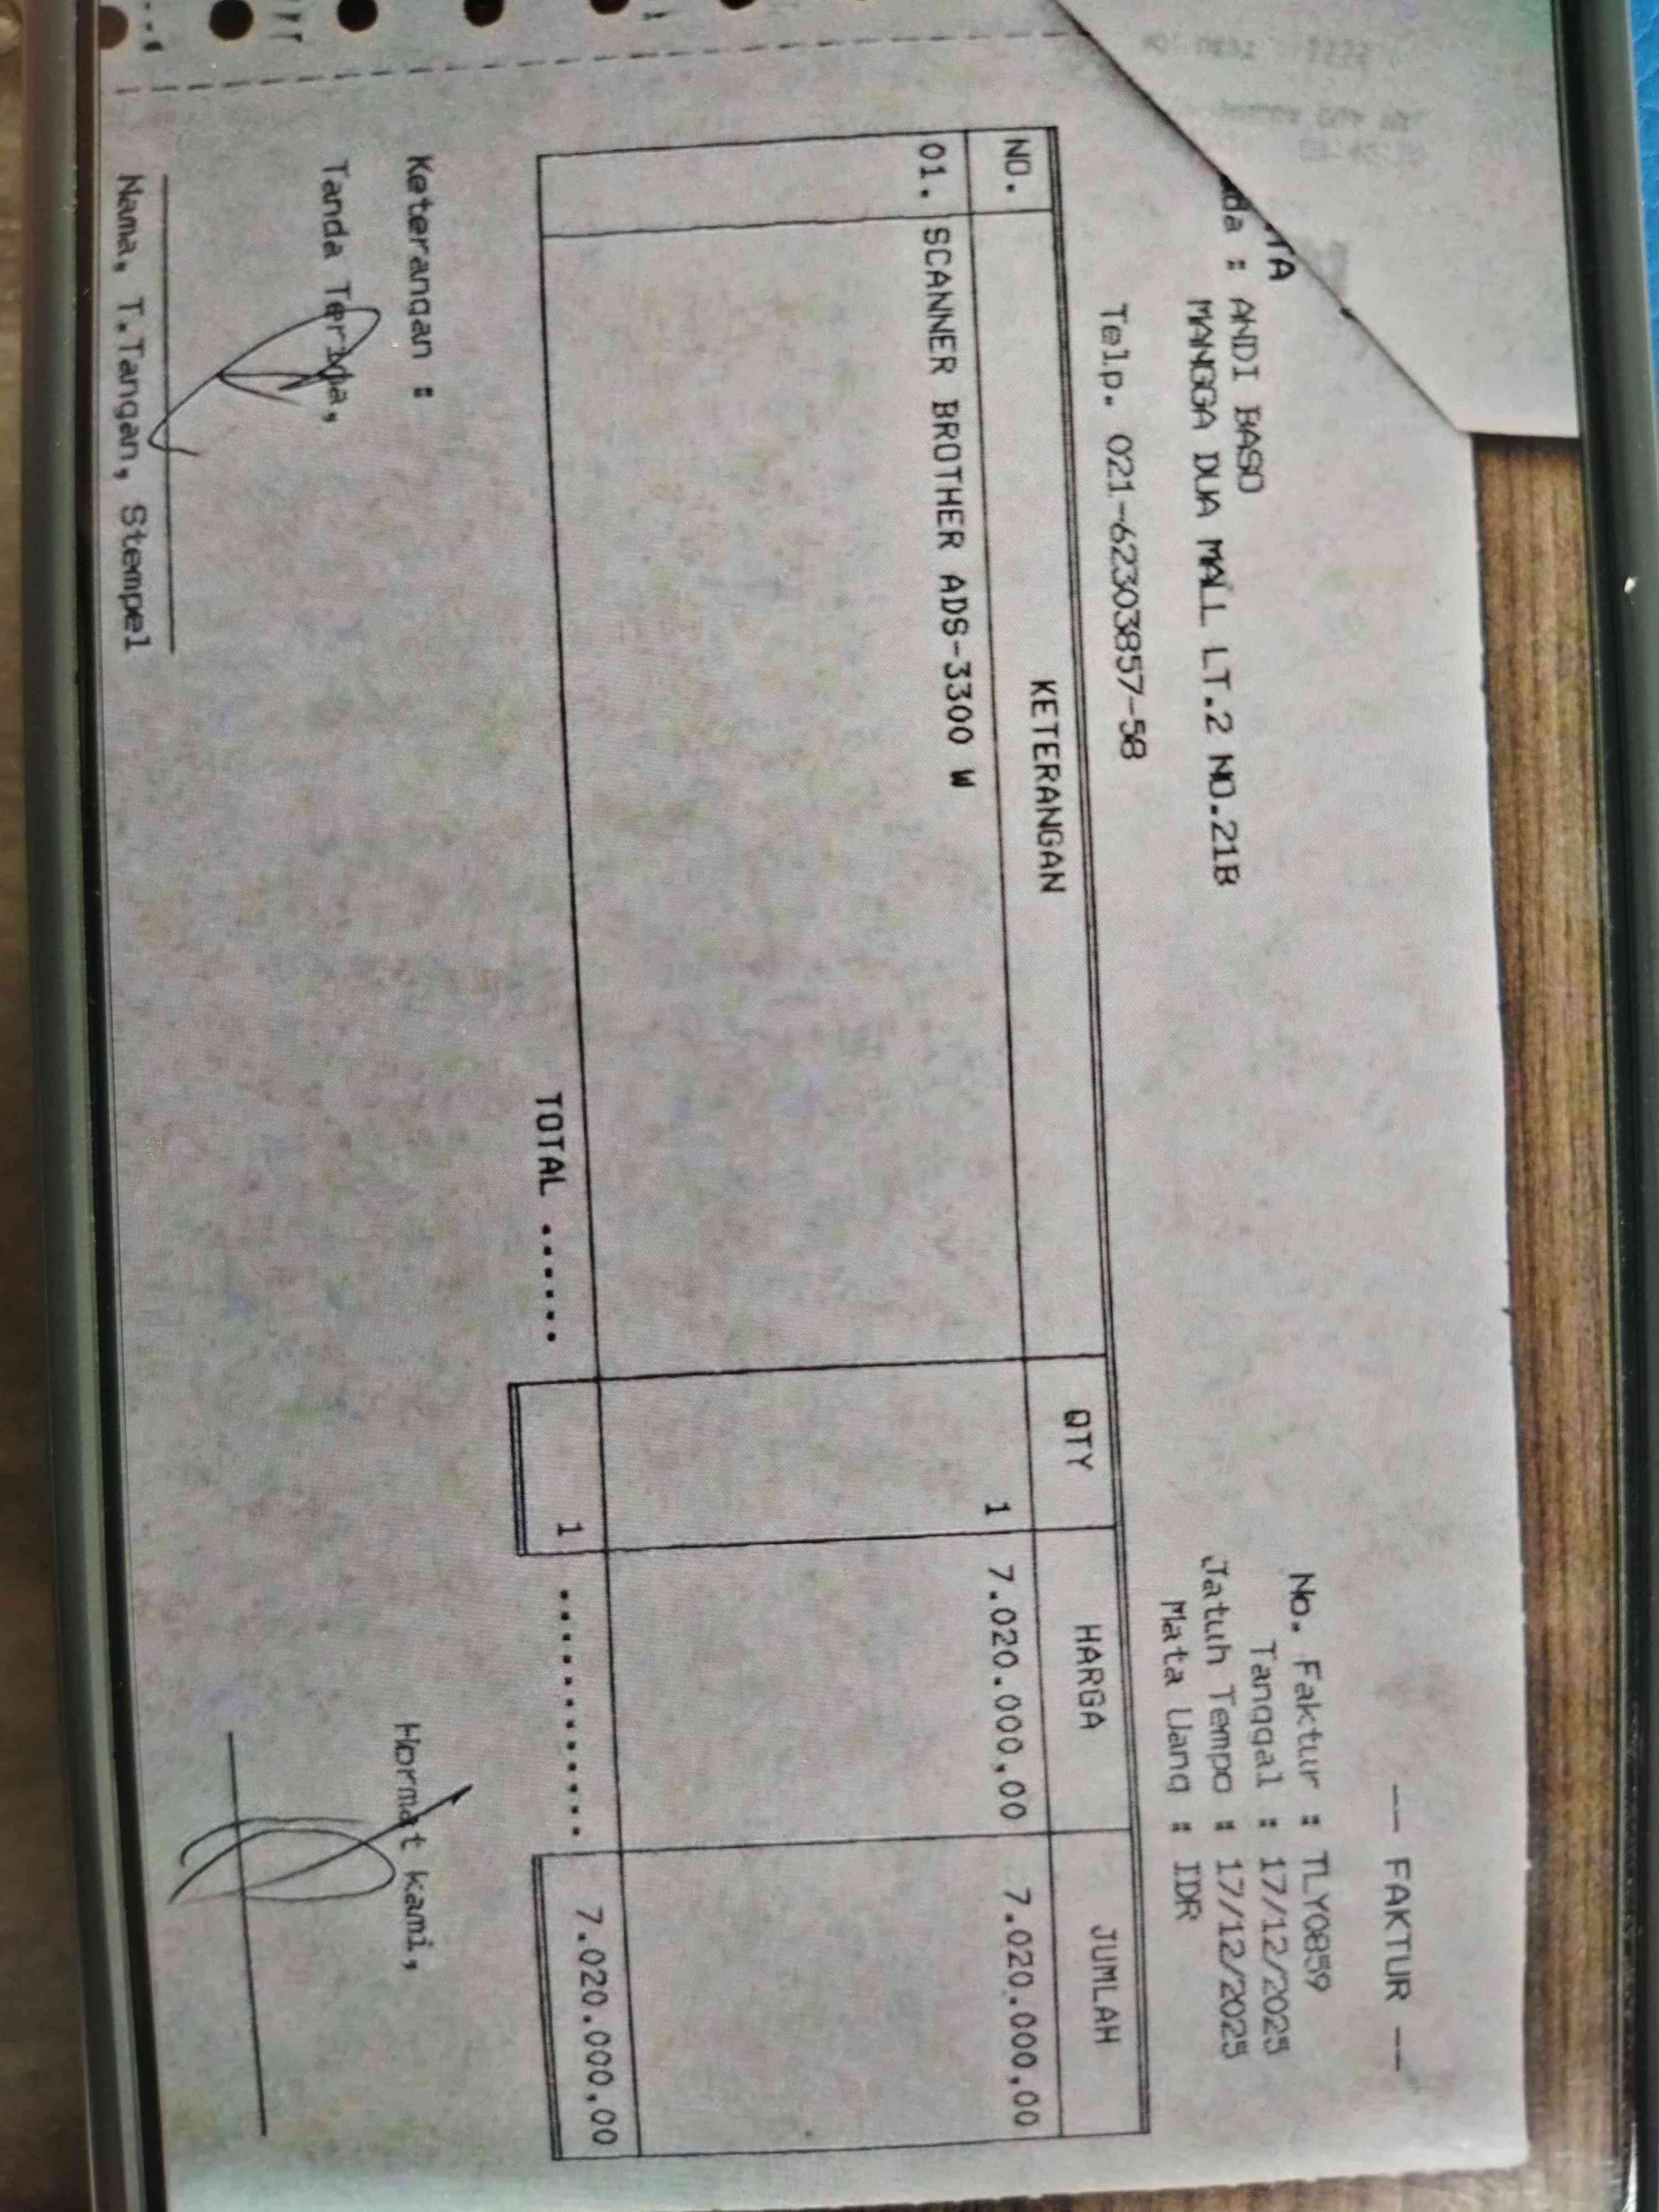 -- FAKTUR --
No. Faktur : TLY0859
Tanggal : 17/12/2025
: ANDI BASO
Jatuh Tempo : 17/12/2025
MANGGA DUA MALL LT.2 NO.21B
Mata Uang : IDR
Telp. 021-62303857-58
NO. KETERANGAN QTY HARGA JUMLAH
01. SCANNER BROTHER ADS-3300 W 1 7.020.000,00 7.020.000,00
TOTAL ...... 1 ........... 7.020.000,00
Keterangan :
Hormat kami,
Tanda Terima,
Nama, T.Tangan, Stempel